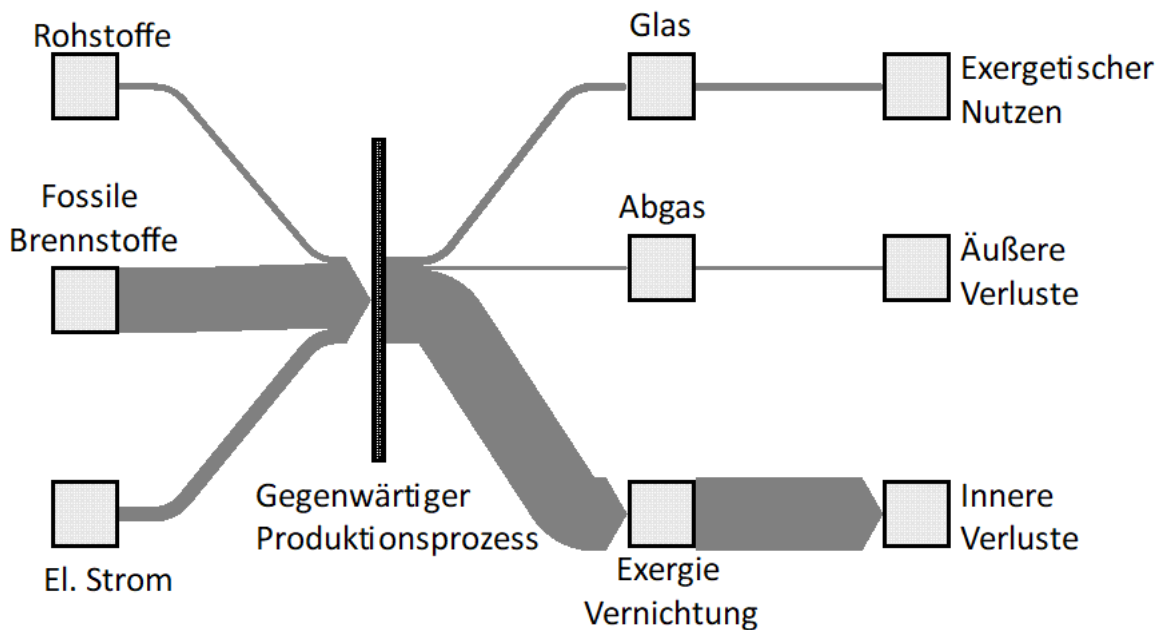 Rohstoffe
Glas
Exergetischer
Nutzen
Fossile
Brennstoffe
Abgas
Äußere
Verluste
Gegenwärtiger
Produktionsprozess
Innere
Verluste
El. Strom
Exergie
Vernichtung